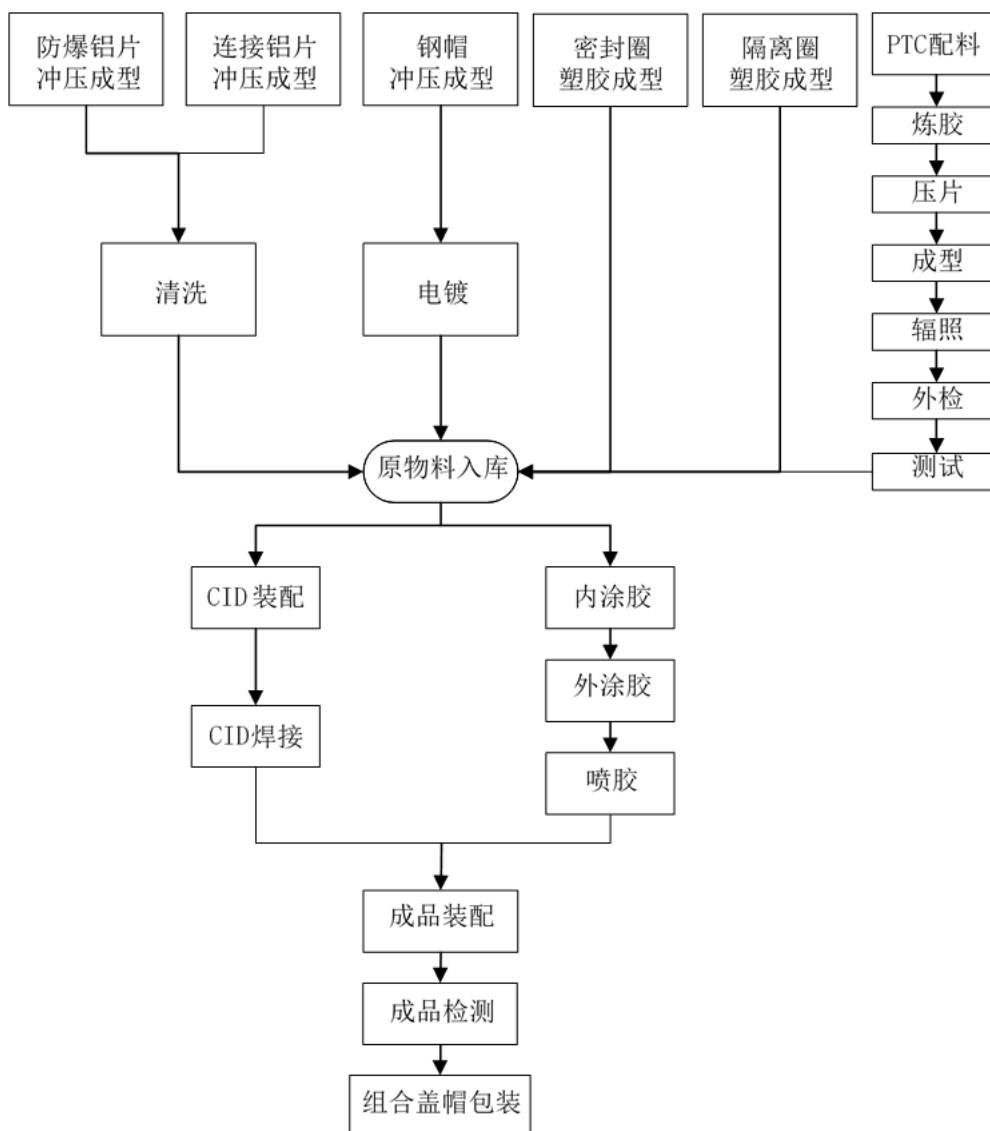 防爆铝片
冲压成型
连接铝片
冲压成型
钢帽
冲压成型
密封圈
塑胶成型
隔离圈
塑胶成型
PTC配料
炼胶
压片
成型
辐照
外检
测试
清洗
电镀
原物料入库
CID装配
CID焊接
内涂胶
外涂胶
喷胶
成品装配
成品检测
组合盖帽包装